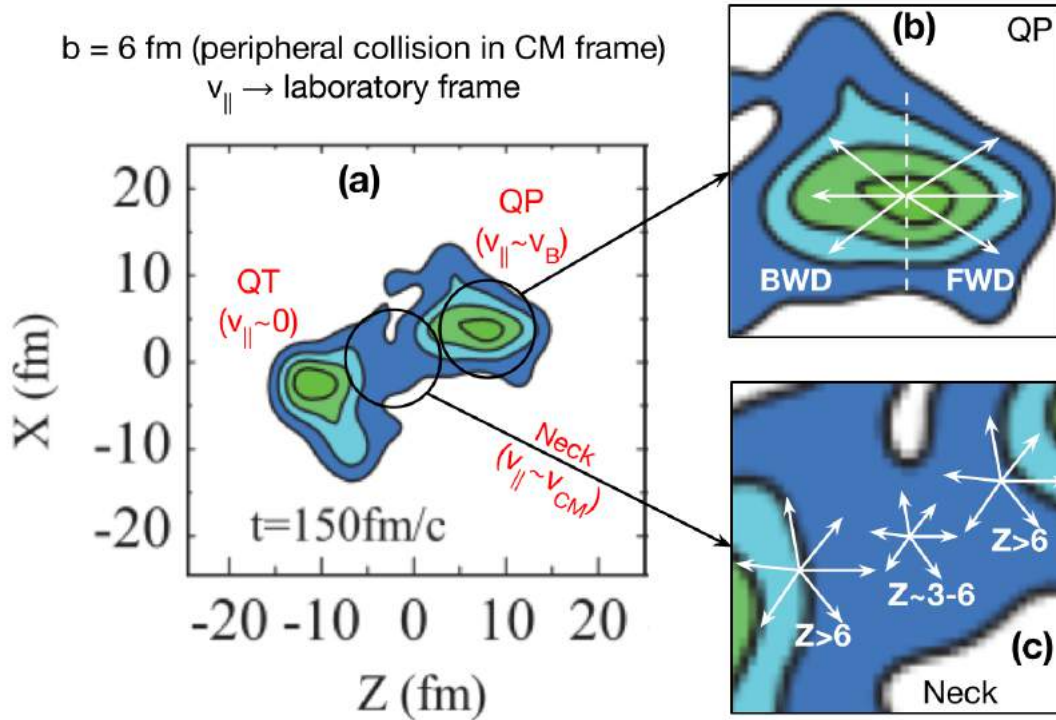 b = 6 fm (peripheral collision in CM frame)
v∥ → laboratory frame
(a)
QP
(v∥~vB)
QT
(v∥~0)
Neck
(v∥~vCM)
t=150fm/c
X (fm)
20
10
0
-10
-20
-20 -10 0 10 20
Z (fm)
(b)
QP
BWD
FWD
Z>6
Z~3-6
Z>6
(c)
Neck